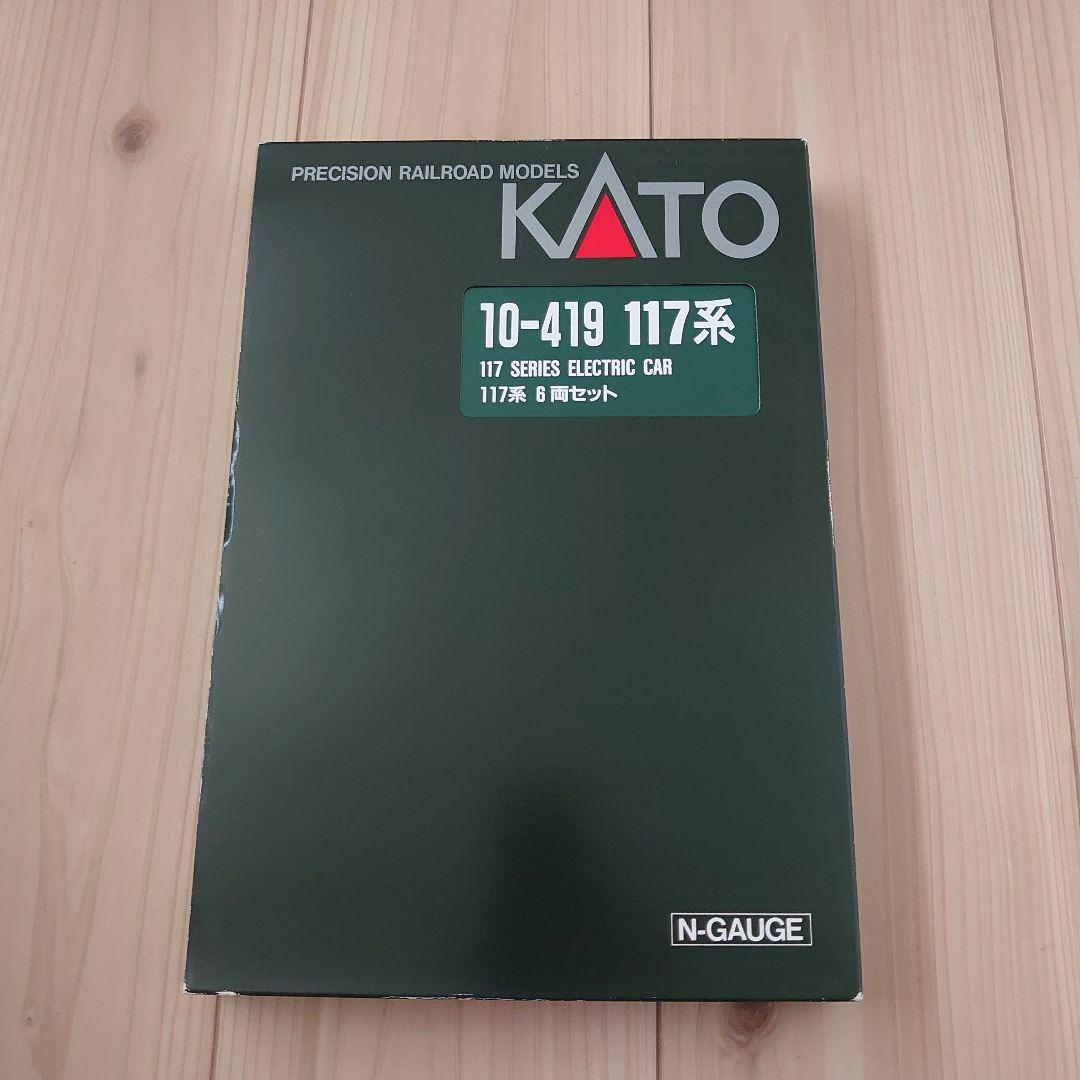 PRECISION RAILROAD MODELS
KATO
10-419 117系
117 SERIES ELECTRIC CAR
117系 6両セット
N-GAUGE